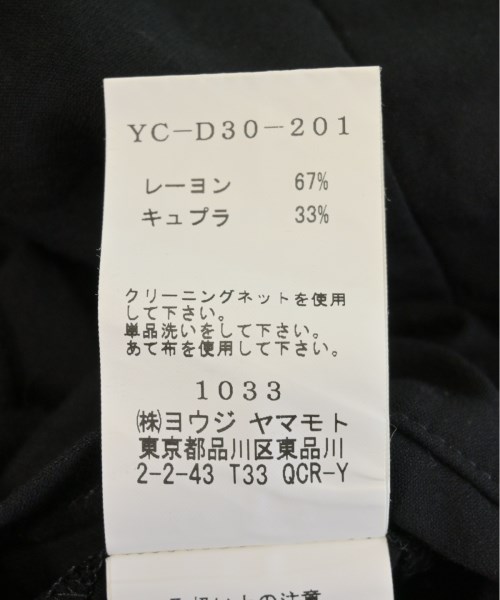 YC-D30-201
レーヨン 67%
キュプラ 33%
クリーニングネットを使用
して下さい。
単品洗いをして下さい。
あて布を使用して下さい。
1033
㈱ヨウジ ヤマモト
東京都品川区東品川
2-2-43 T33 QCR-Y
の注意